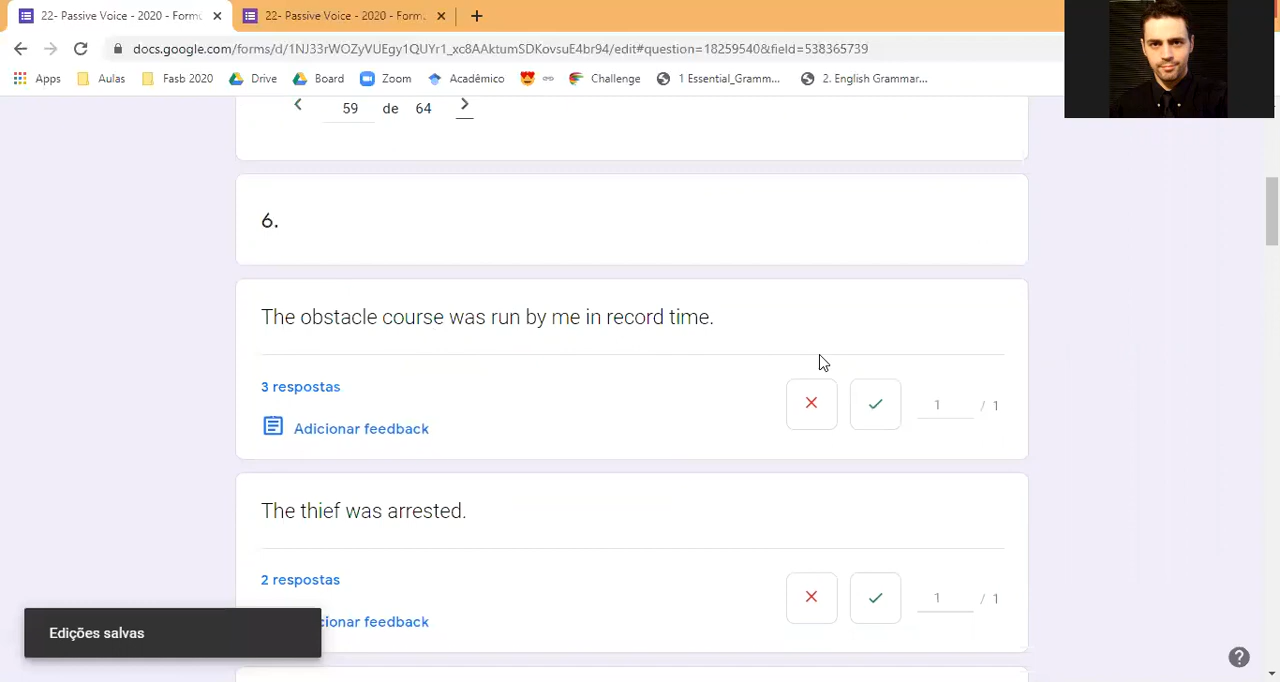 22- Passive Voice - 2020 - Formu
22- Passive Voice - 2020 - Form.
docs.google.com/forms/d/1NJ33rWOZyVUEgy1QUYr1_3XAAktumSDKovsuE4br94/edit#question=18259540&field=538365739
Apps
Aulas
Fasb 2020
Drive
Board
Zoom
Acadêmico
Challenge
1 Essential_Gramm...
2. English Grammar...
59 de 64
6.
The obstacle course was run by me in record time.
3 respostas
1 / 1
Adicionar feedback
The thief was arrested.
2 respostas
1 / 1
cionar feedback
Edições salvas